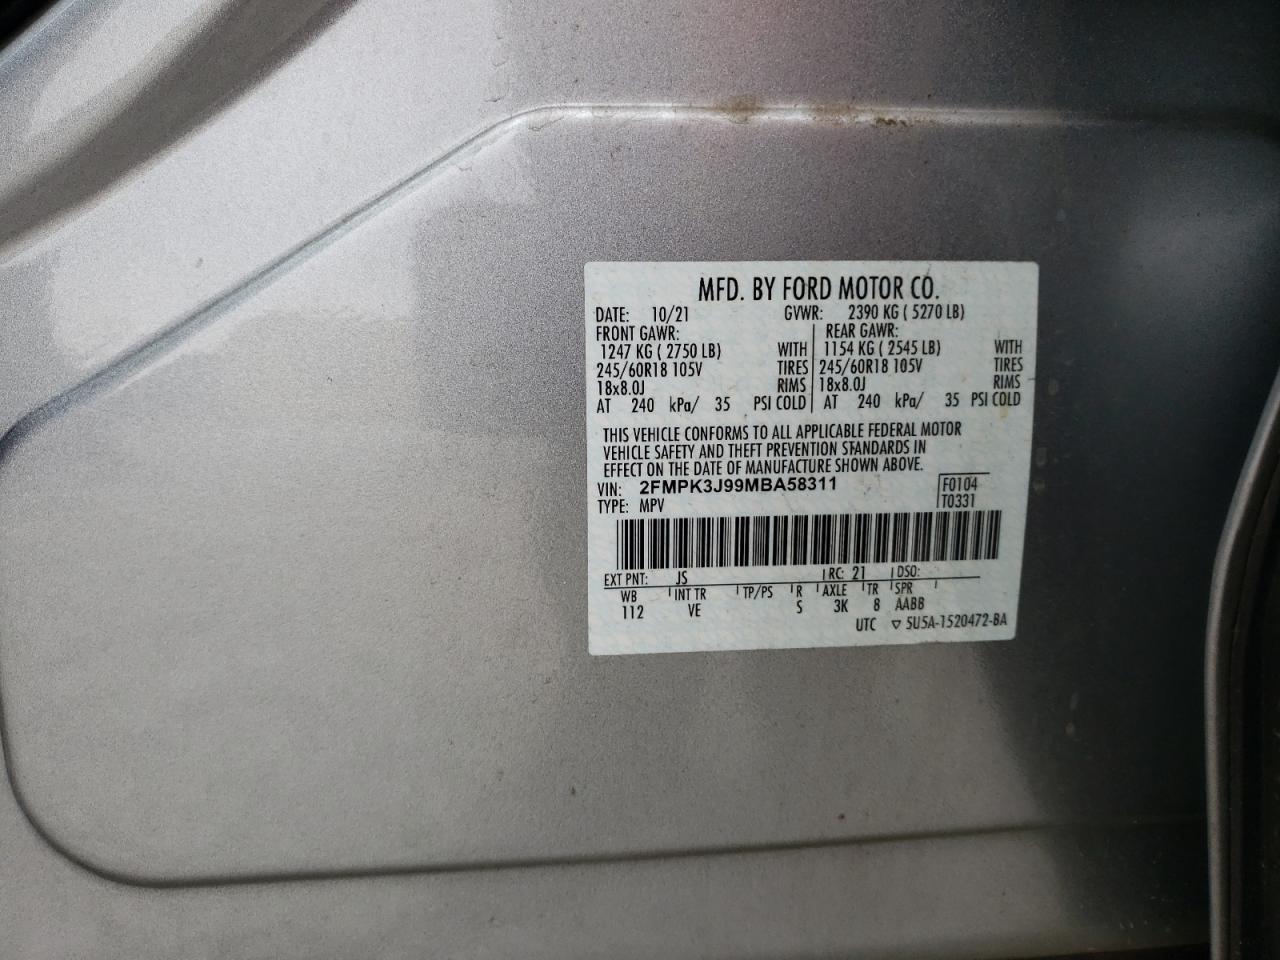 MFD. BY FORD MOTOR CO.
DATE: 10/21 GVWR: 2390 KG ( 5270 LB)
FRONT GAWR: REAR GAWR:
1247 KG ( 2750 LB) WITH 1154 KG ( 2545 LB) WITH
245/60R18 105V TIRES 245/60R18 105V TIRES
18x8.0J RIMS 18x8.0J RIMS
AT 240 kPa/ 35 PSI COLD AT 240 kPa/ 35 PSI COLD
THIS VEHICLE CONFORMS TO ALL APPLICABLE FEDERAL MOTOR
VEHICLE SAFETY AND THEFT PREVENTION STANDARDS IN
EFFECT ON THE DATE OF MANUFACTURE SHOWN ABOVE.
VIN: 2FMPK3J99MBA58311 F0104
TYPE: MPV T0331
EXT PNT: JS RC: 21 DSO:
WB INT TR TP/PS R AXLE TR SPR
112 VE S 3K 8 AABB
UTC ▽ 5U5A-1520472-BA